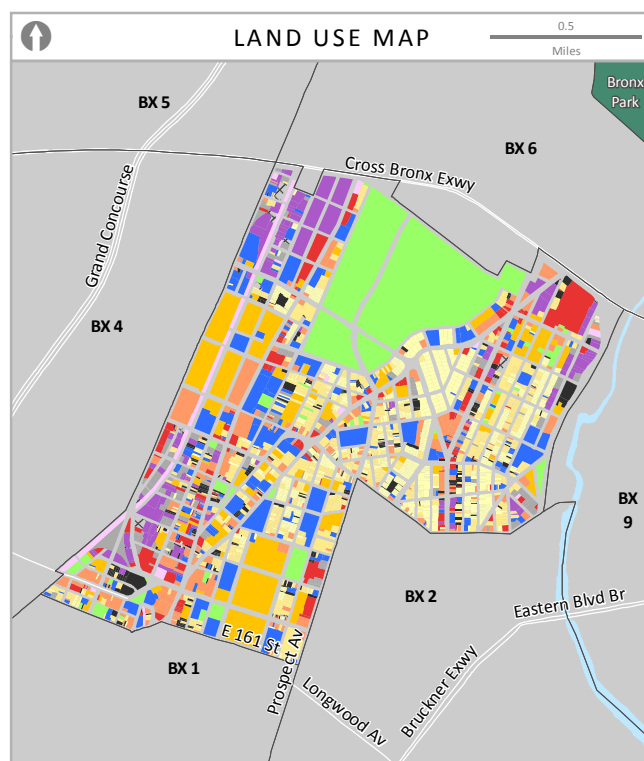 LAND USE MAP
0.5
Miles
Bronx
Park
BX 5
BX 6
Cross Bronx Exwy
Grand Concourse
BX 4
BX
9
BX 2
Eastern Blvd Br
E 161 St
BX 1
Prospect Av
Longwood Av
Bruckner Exwy